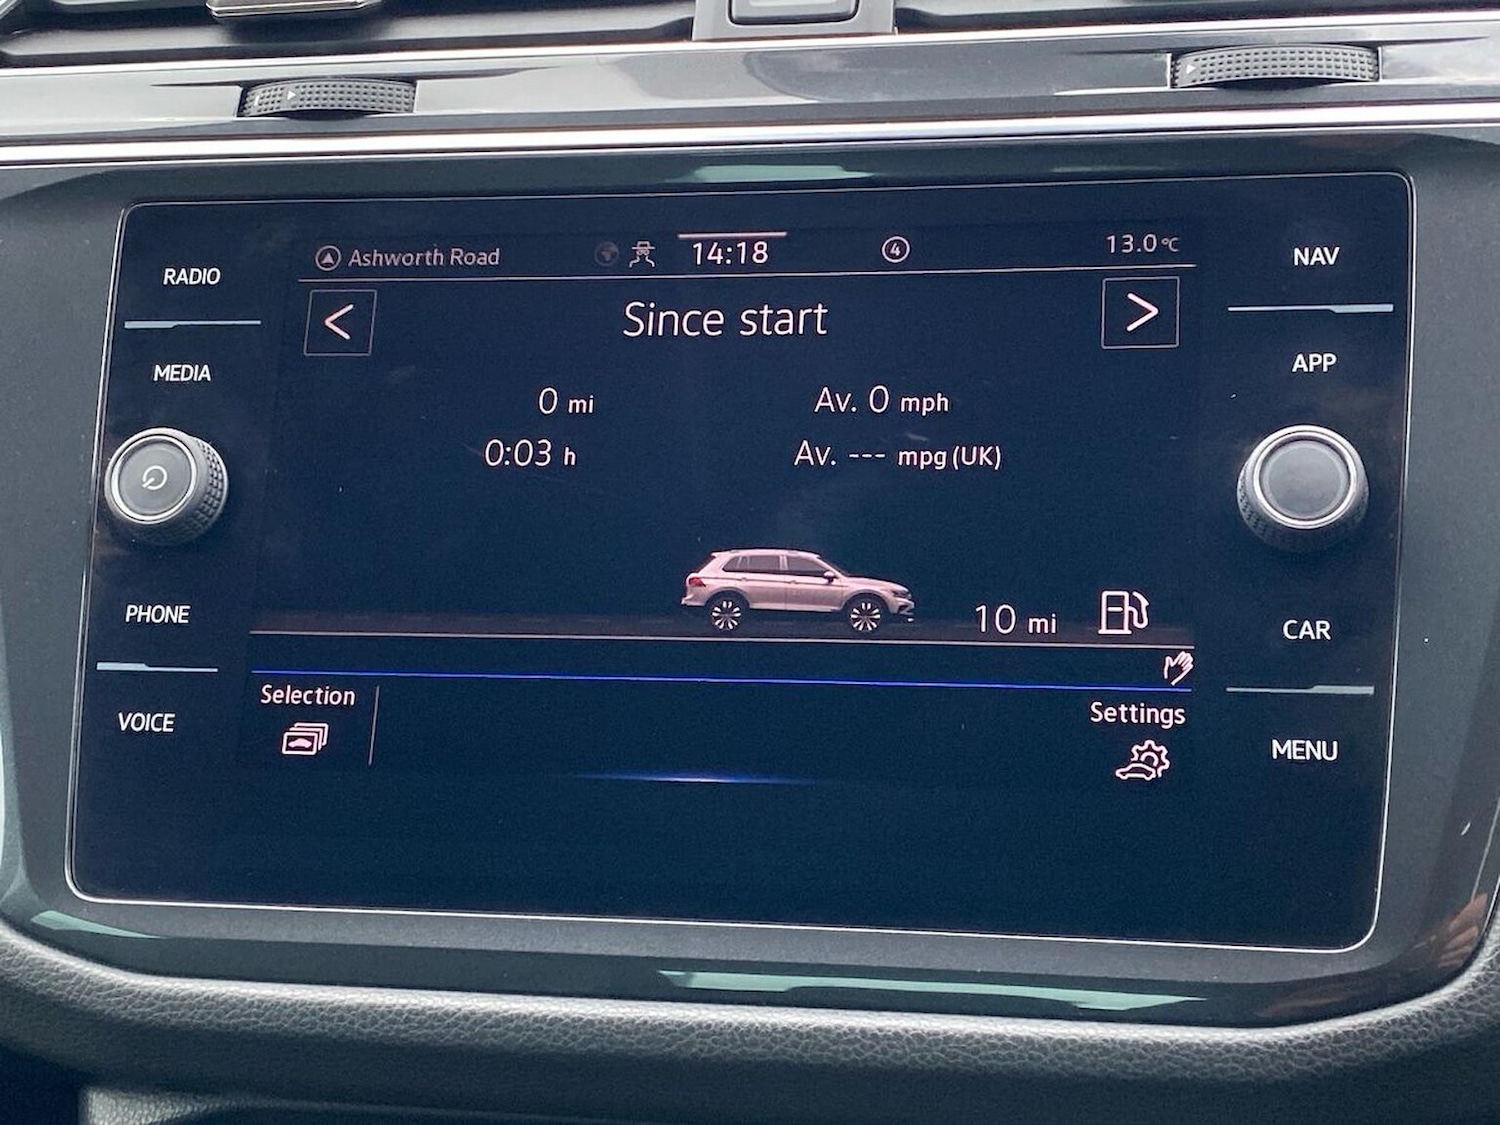 RADIO
MEDIA
PHONE
VOICE
Ashworth Road
14:18
4
13.0°C
<
Since start
>
0 mi
Av. 0 mph
0:03 h
Av. --- mpg (UK)
10 mi
Selection
Settings
NAV
APP
CAR
MENU